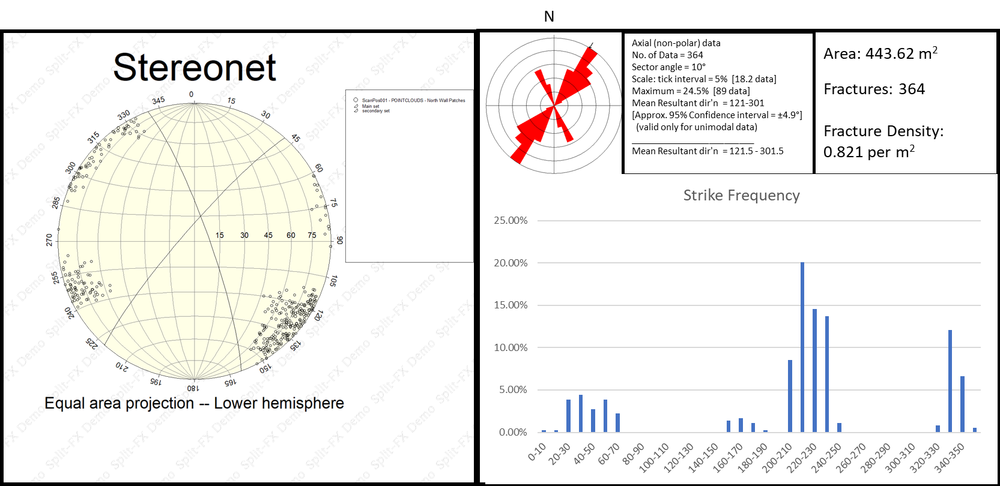 N
Stereonet
0
15
30
45
60
75
90
105
120
135
150
165
180
195
210
225
240
255
270
285
300
315
330
345
15 30 45 60 75
Equal area projection -- Lower hemisphere
ScanPos001 - POINTCLOUDS - North Wall Patches
Main set
secondary set
Split-FX Demo
Axial (non-polar) data
No. of Data = 364
Sector angle = 10°
Scale: tick interval = 5% [18.2 data]
Maximum = 24.5% [89 data]
Mean Resultant dir'n = 121-301
[Approx. 95% Confidence interval = ±4.9°]
(valid only for unimodal data)
Mean Resultant dir'n = 121.5 - 301.5
Area: 443.62 m²
Fractures: 364
Fracture Density:
0.821 per m²
Strike Frequency
25.00%
20.00%
15.00%
10.00%
5.00%
0.00%
0-10 20-30 40-50 60-70 80-90 100-110 120-130 140-150 160-170 180-190 200-210 220-230 240-250 260-270 280-290 300-310 320-330 340-350